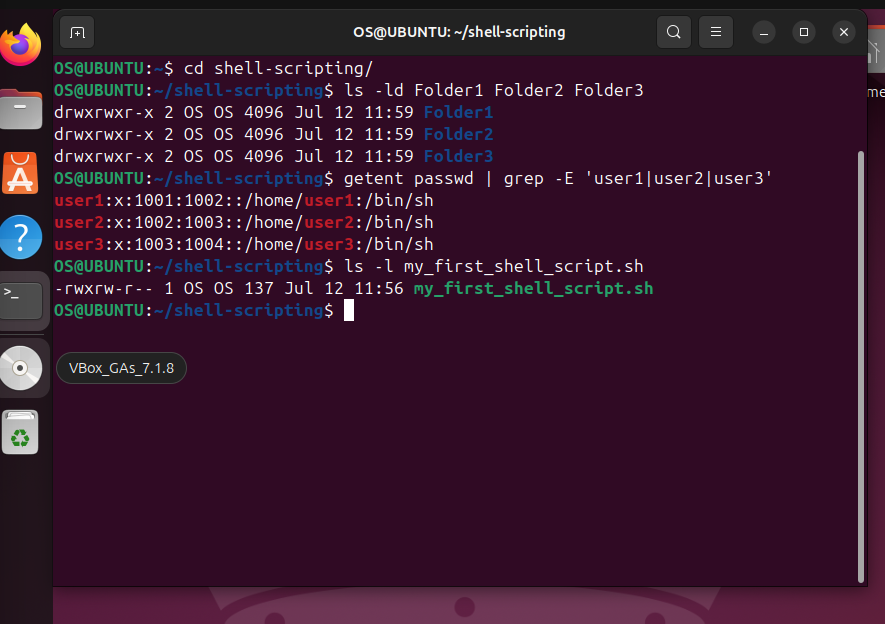 OS@UBUNTU: ~/shell-scripting
OS@UBUNTU:~$ cd shell-scripting/
OS@UBUNTU:~/shell-scripting$ ls -ld Folder1 Folder2 Folder3
drwxrwxr-x 2 OS OS 4096 Jul 12 11:59 Folder1
drwxrwxr-x 2 OS OS 4096 Jul 12 11:59 Folder2
drwxrwxr-x 2 OS OS 4096 Jul 12 11:59 Folder3
OS@UBUNTU:~/shell-scripting$ getent passwd | grep -E 'user1|user2|user3'
user1:x:1001:1002::/home/user1:/bin/sh
user2:x:1002:1003::/home/user2:/bin/sh
user3:x:1003:1004::/home/user3:/bin/sh
OS@UBUNTU:~/shell-scripting$ ls -l my_first_shell_script.sh
-rwxrw-r-- 1 OS OS 137 Jul 12 11:56 my_first_shell_script.sh
OS@UBUNTU:~/shell-scripting$
VBox_GAs_7.1.8